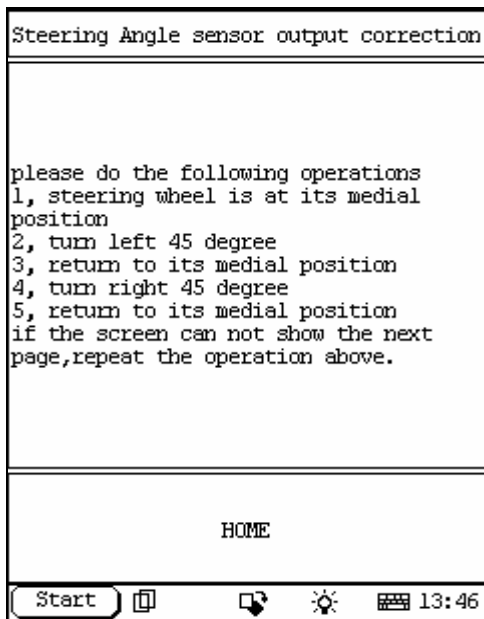 Steering Angle sensor output correction
please do the following operations
1, steering wheel is at its medial
position
2, turn left 45 degree
3, return to its medial position
4, turn right 45 degree
5, return to its medial position
if the screen can not show the next
page,repeat the operation above.
HOME
Start 13:46